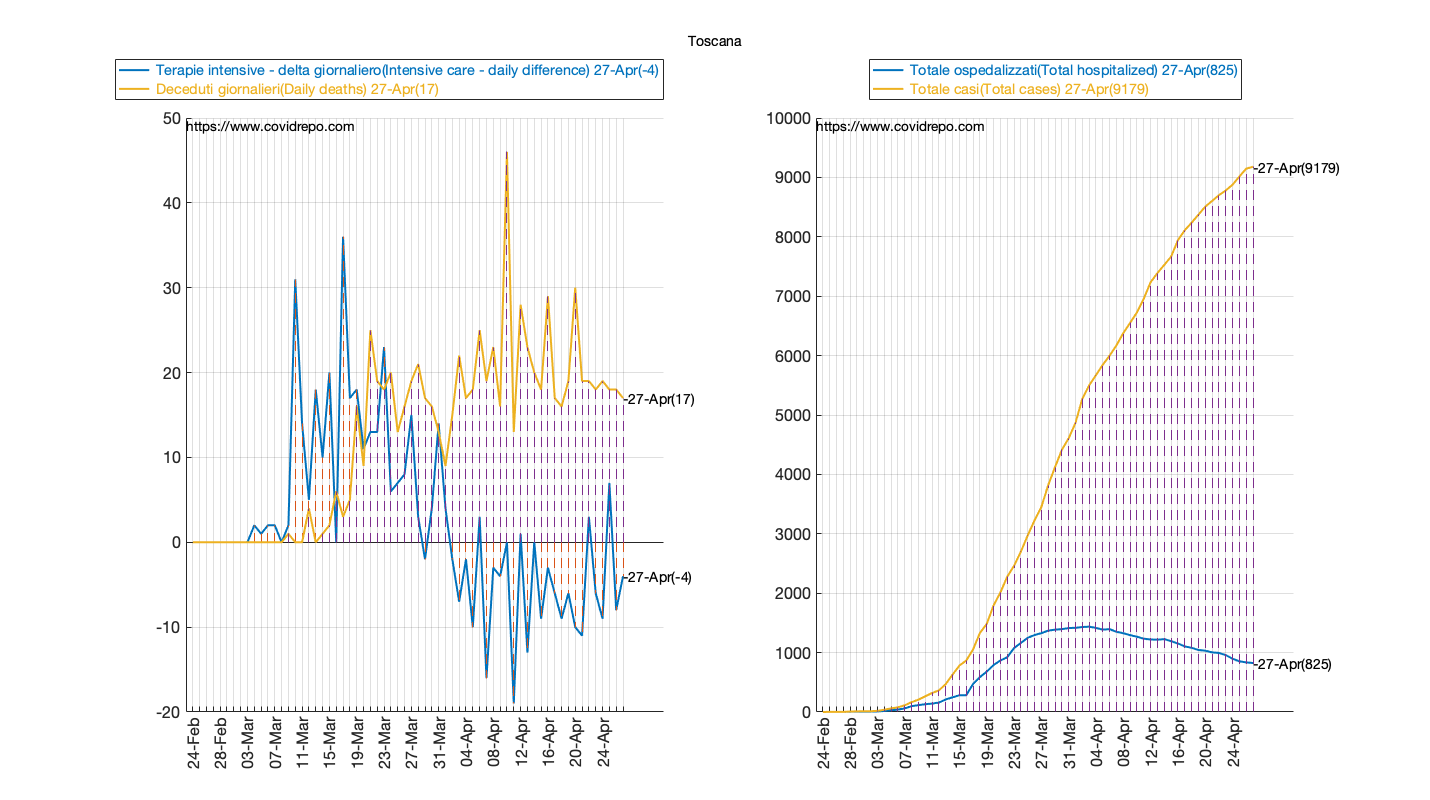 Toscana
Terapie intensive - delta giornaliero(Intensive care - daily difference) 27-Apr(-4)
Deceduti giornalieri(Daily deaths) 27-Apr(17)
50
https://www.covidrepo.com
40
30
20
-27-Apr(17)
10
0
-27-Apr(-4)
-10
-20
24-Feb
28-Feb
03-Mar
07-Mar
11-Mar
15-Mar
19-Mar
23-Mar
27-Mar
31-Mar
04-Apr
08-Apr
12-Apr
16-Apr
20-Apr
24-Apr
Totale ospedalizzati(Total hospitalized) 27-Apr(825)
Totale casi(Total cases) 27-Apr(9179)
10000
https://www.covidrepo.com
-27-Apr(9179)
9000
8000
7000
6000
5000
4000
3000
2000
1000
-27-Apr(825)
0
24-Feb
28-Feb
03-Mar
07-Mar
11-Mar
15-Mar
19-Mar
23-Mar
27-Mar
31-Mar
04-Apr
08-Apr
12-Apr
16-Apr
20-Apr
24-Apr